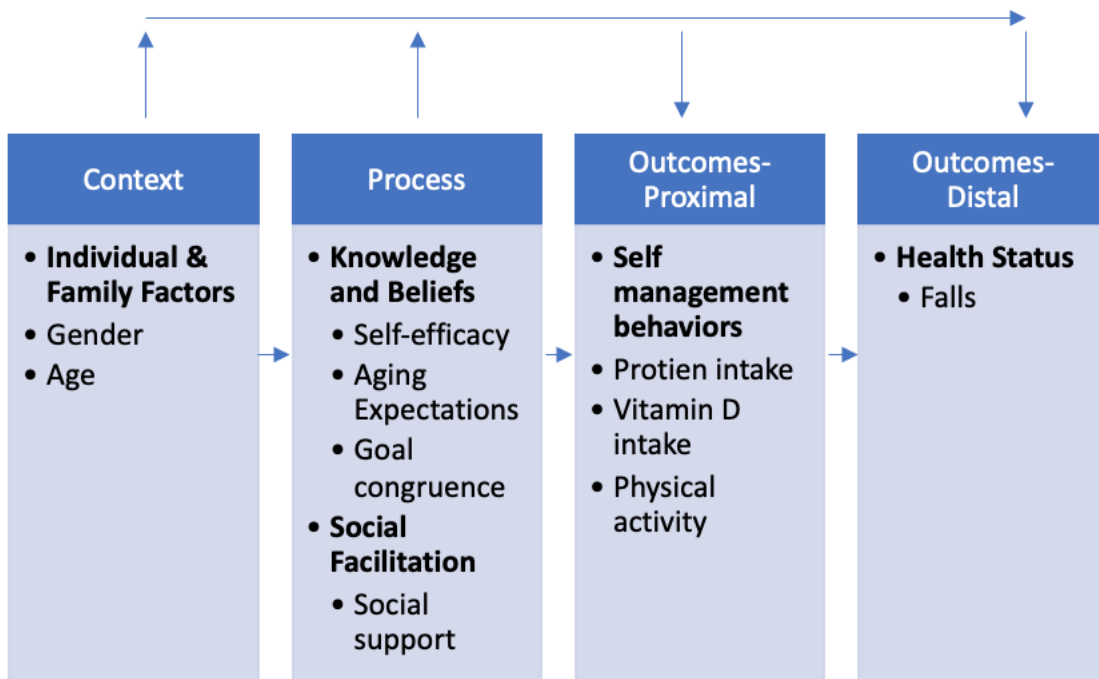 Context
• Individual &
Family Factors
• Gender
• Age
Process
• Knowledge
and Beliefs
• Self-efficacy
• Aging
Expectations
• Goal
congruence
• Social
Facilitation
• Social
support
Outcomes-
Proximal
• Self
management
behaviors
• Protien intake
• Vitamin D
intake
• Physical
activity
Outcomes-
Distal
• Health Status
• Falls